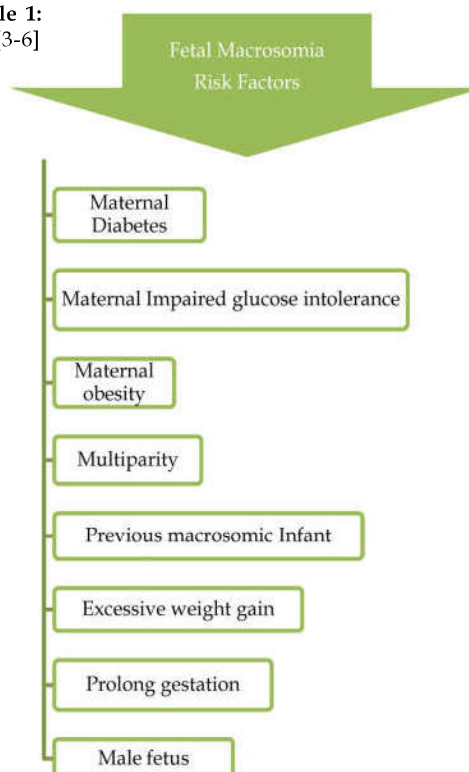 le 1:
[3-6]
Fetal Macrosomia
Risk Factors
Maternal
Diabetes
Maternal Impaired glucose intolerance
Maternal
obesity
Multiparity
Previous macrosomic Infant
Excessive weight gain
Prolong gestation
Male fetus